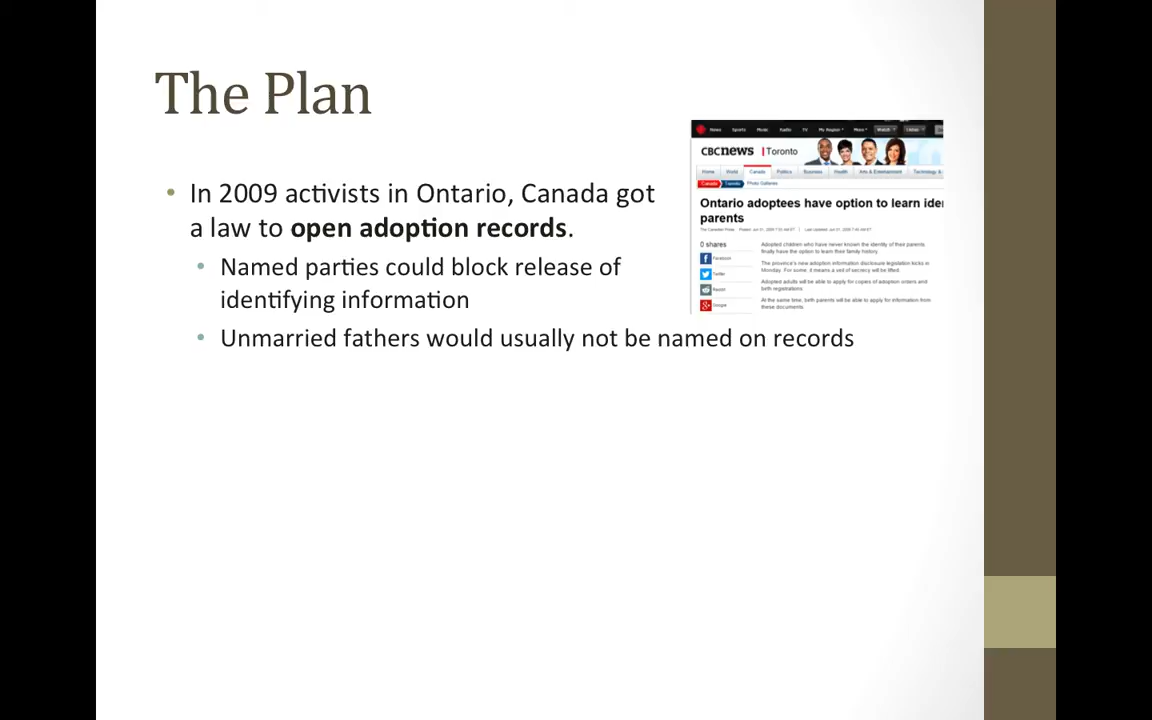 The Plan
• In 2009 activists in Ontario, Canada got
a law to open adoption records.
• Named parties could block release of
identifying information
• Unmarried fathers would usually not be named on records
News Sports Music Radio TV My Region More Watch Listen
CBCnews | Toronto
Home World Canada Politics Business Health Arts & Entertainment Technology &
Canada Toronto Photo Galleries
Ontario adoptees have option to learn
parents
0 shares
Facebook
Twitter
Reddit
Google
Adopted children who have never known the identity of their parents
finally have the option to learn their family history.
The province's new adoption information disclosure legislation kicks in
Monday. For some, it means a veil of secrecy will be lifted.
Adopted adults will be able to apply for copies of adoption orders and
birth registrations.
At the same time, birth parents will be able to apply for information from
these documents.